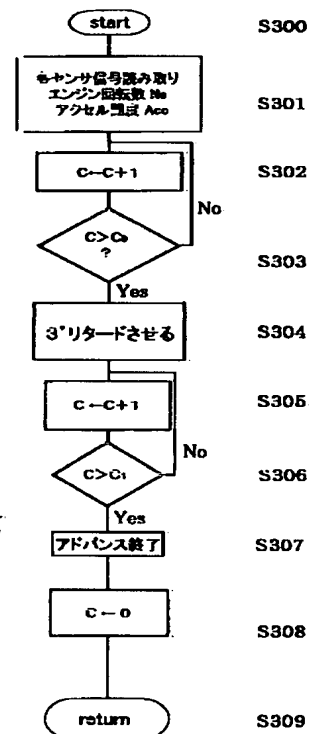 start S300
各センサ信号読み取り
エンジン回転数 Ne S301
アクセル開度 Acc
C←C+1 S302
No
C>C₀
? S303
Yes
3°リタードさせる S304
C←C+1 S305
No
C>C₁ S306
Yes
アドバンス終了 S307
C←0 S308
return S309